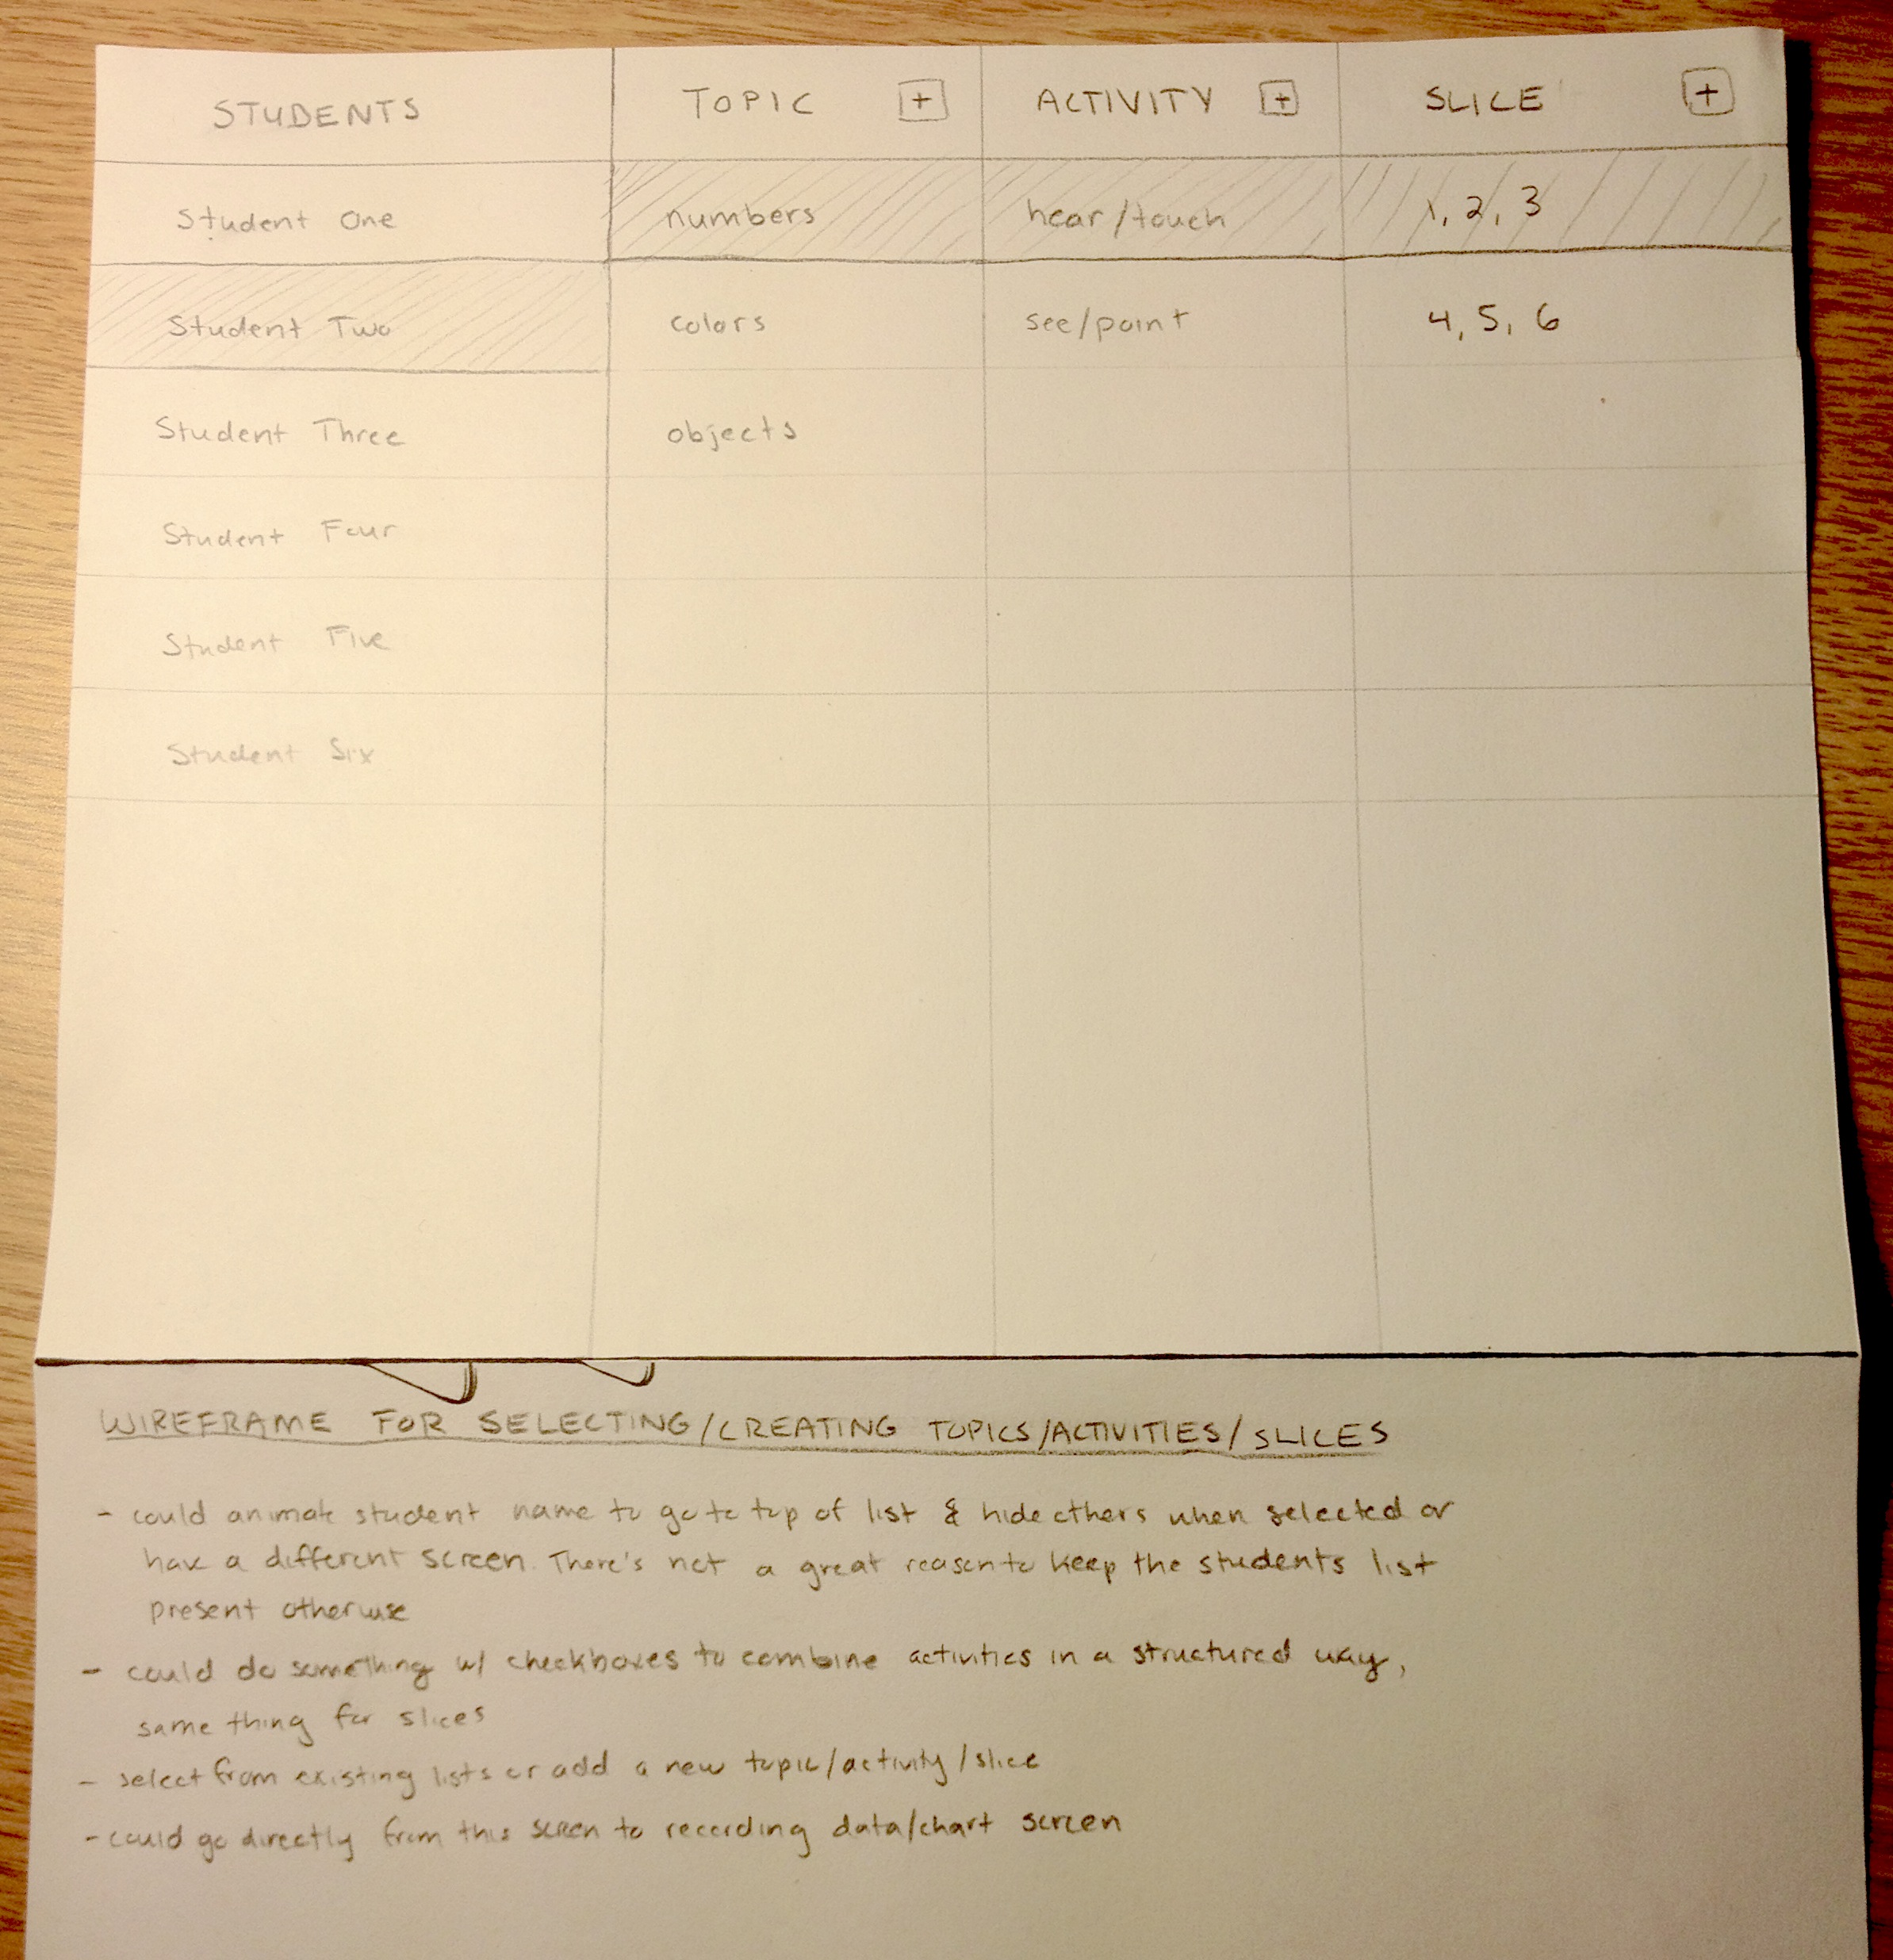 STUDENTS TOPIC + ACTIVITY + SLICE +
Student One numbers hear/touch 1, 2, 3
Student Two colors see/point 4, 5, 6
Student Three objects
Student Four
Student Five
Student Six
WIREFRAME FOR SELECTING/CREATING TOPICS/ACTIVITIES/SLICES
- could animate student name to go to top of list & hide others when selected or
have a different screen. There's not a great reason to keep the students list
present otherwise
- could do something w/ checkboxes to combine activities in a structured way,
same thing for slices
- select from existing lists or add a new topic/activity/slice
- could go directly from this screen to recording data/chart screen